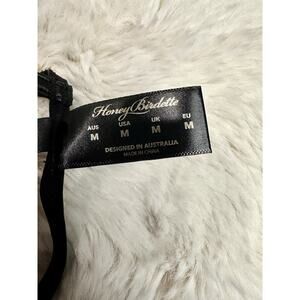 Honey Birdette
AUS USA UK EU
M M M M
DESIGNED IN AUSTRALIA
MADE IN CHINA